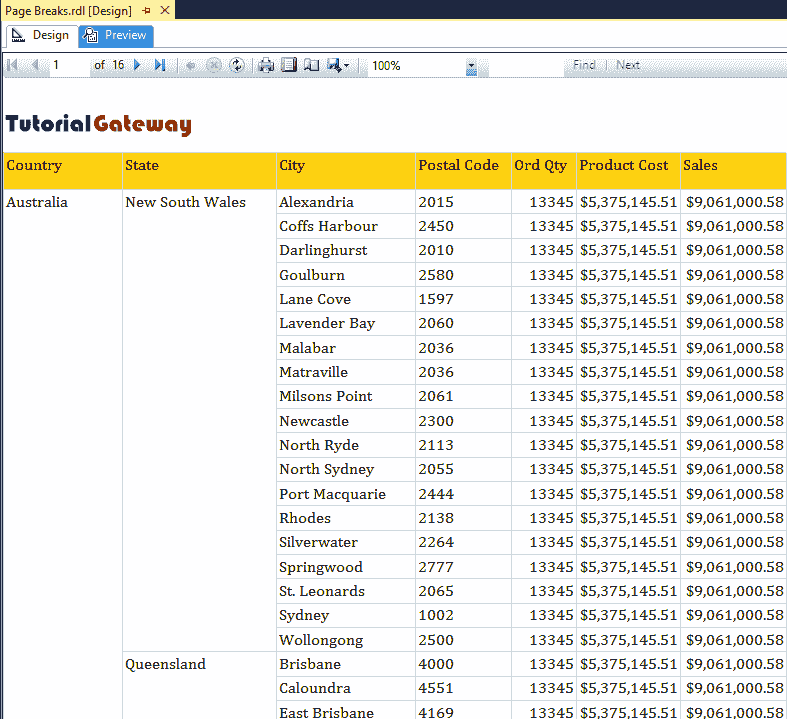 Page Breaks.rdl [Design]
Design Preview
1 of 16 100% Find | Next
TutorialGateway
Country State City Postal Code Ord Qty Product Cost Sales
Australia New South Wales Alexandria 2015 13345 $5,375,145.51 $9,061,000.58
Coffs Harbour 2450 13345 $5,375,145.51 $9,061,000.58
Darlinghurst 2010 13345 $5,375,145.51 $9,061,000.58
Goulburn 2580 13345 $5,375,145.51 $9,061,000.58
Lane Cove 1597 13345 $5,375,145.51 $9,061,000.58
Lavender Bay 2060 13345 $5,375,145.51 $9,061,000.58
Malabar 2036 13345 $5,375,145.51 $9,061,000.58
Matraville 2036 13345 $5,375,145.51 $9,061,000.58
Milsons Point 2061 13345 $5,375,145.51 $9,061,000.58
Newcastle 2300 13345 $5,375,145.51 $9,061,000.58
North Ryde 2113 13345 $5,375,145.51 $9,061,000.58
North Sydney 2055 13345 $5,375,145.51 $9,061,000.58
Port Macquarie 2444 13345 $5,375,145.51 $9,061,000.58
Rhodes 2138 13345 $5,375,145.51 $9,061,000.58
Silverwater 2264 13345 $5,375,145.51 $9,061,000.58
Springwood 2777 13345 $5,375,145.51 $9,061,000.58
St. Leonards 2065 13345 $5,375,145.51 $9,061,000.58
Sydney 1002 13345 $5,375,145.51 $9,061,000.58
Wollongong 2500 13345 $5,375,145.51 $9,061,000.58
Queensland Brisbane 4000 13345 $5,375,145.51 $9,061,000.58
Caloundra 4551 13345 $5,375,145.51 $9,061,000.58
East Brisbane 4169 13345 $5,375,145.51 $9,061,000.58